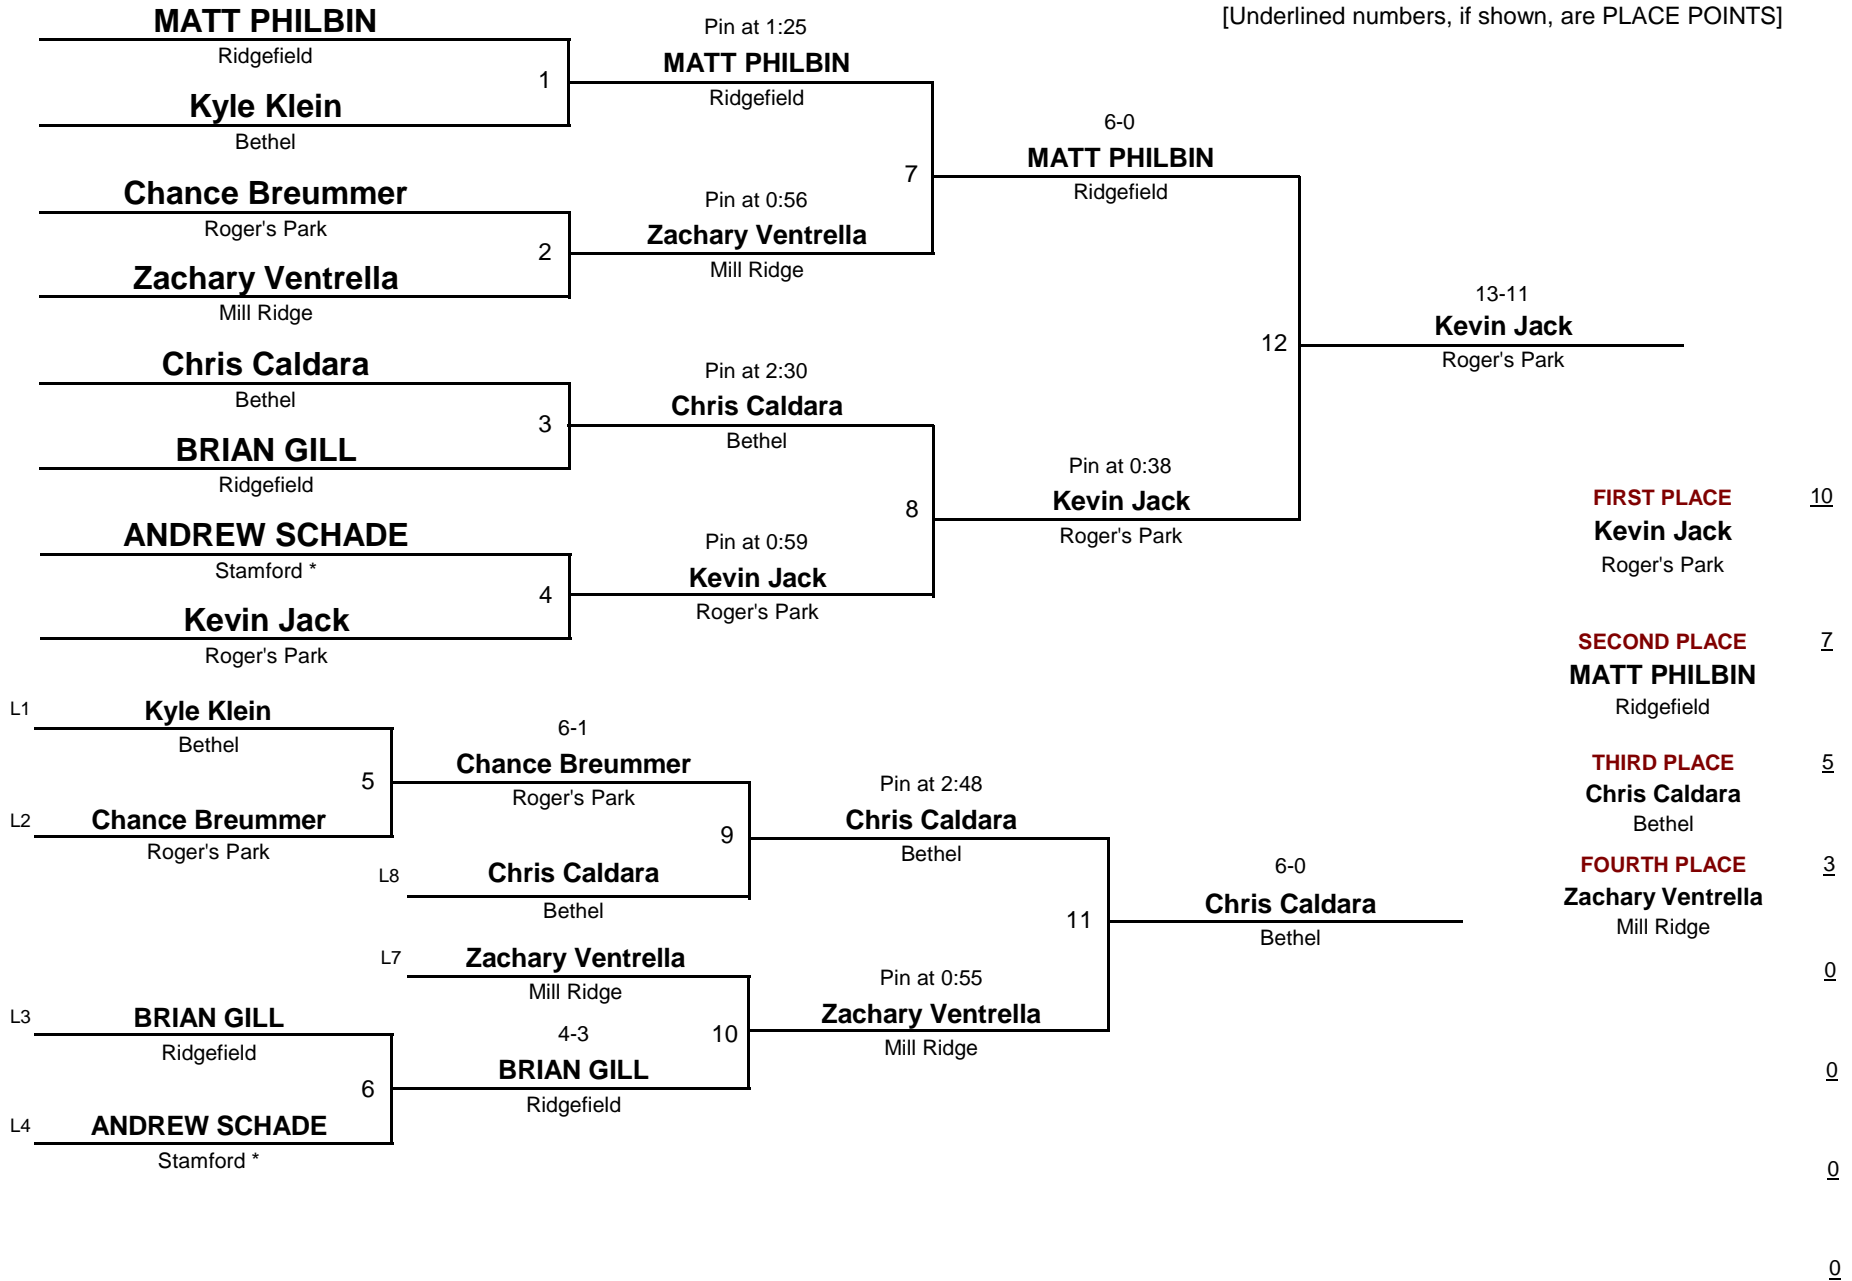 [Underlined numbers, if shown, are PLACE POINTS]
MATT PHILBIN
Ridgefield
1
Kyle Klein
Bethel
Chance Breummer
Roger's Park
2
Zachary Ventrella
Mill Ridge
Chris Caldara
Bethel
3
BRIAN GILL
Ridgefield
ANDREW SCHADE
Stamford *
4
Kevin Jack
Roger's Park
Pin at 1:25
MATT PHILBIN
Ridgefield
7
Pin at 0:56
Zachary Ventrella
Mill Ridge
Pin at 2:30
Chris Caldara
Bethel
8
Pin at 0:59
Kevin Jack
Roger's Park
6-0
MATT PHILBIN
Ridgefield
12
Pin at 0:38
Kevin Jack
Roger's Park
13-11
Kevin Jack
Roger's Park
L1
Kyle Klein
Bethel
5
L2
Chance Breummer
Roger's Park
L3
BRIAN GILL
Ridgefield
6
L4
ANDREW SCHADE
Stamford *
6-1
Chance Breummer
Roger's Park
9
L8
Chris Caldara
Bethel
L7
Zachary Ventrella
Mill Ridge
10
4-3
BRIAN GILL
Ridgefield
Pin at 2:48
Chris Caldara
Bethel
11
Pin at 0:55
Zachary Ventrella
Mill Ridge
6-0
Chris Caldara
Bethel
FIRST PLACE 10
Kevin Jack
Roger's Park
SECOND PLACE 7
MATT PHILBIN
Ridgefield
THIRD PLACE 5
Chris Caldara
Bethel
FOURTH PLACE 3
Zachary Ventrella
Mill Ridge
0
0
0
0